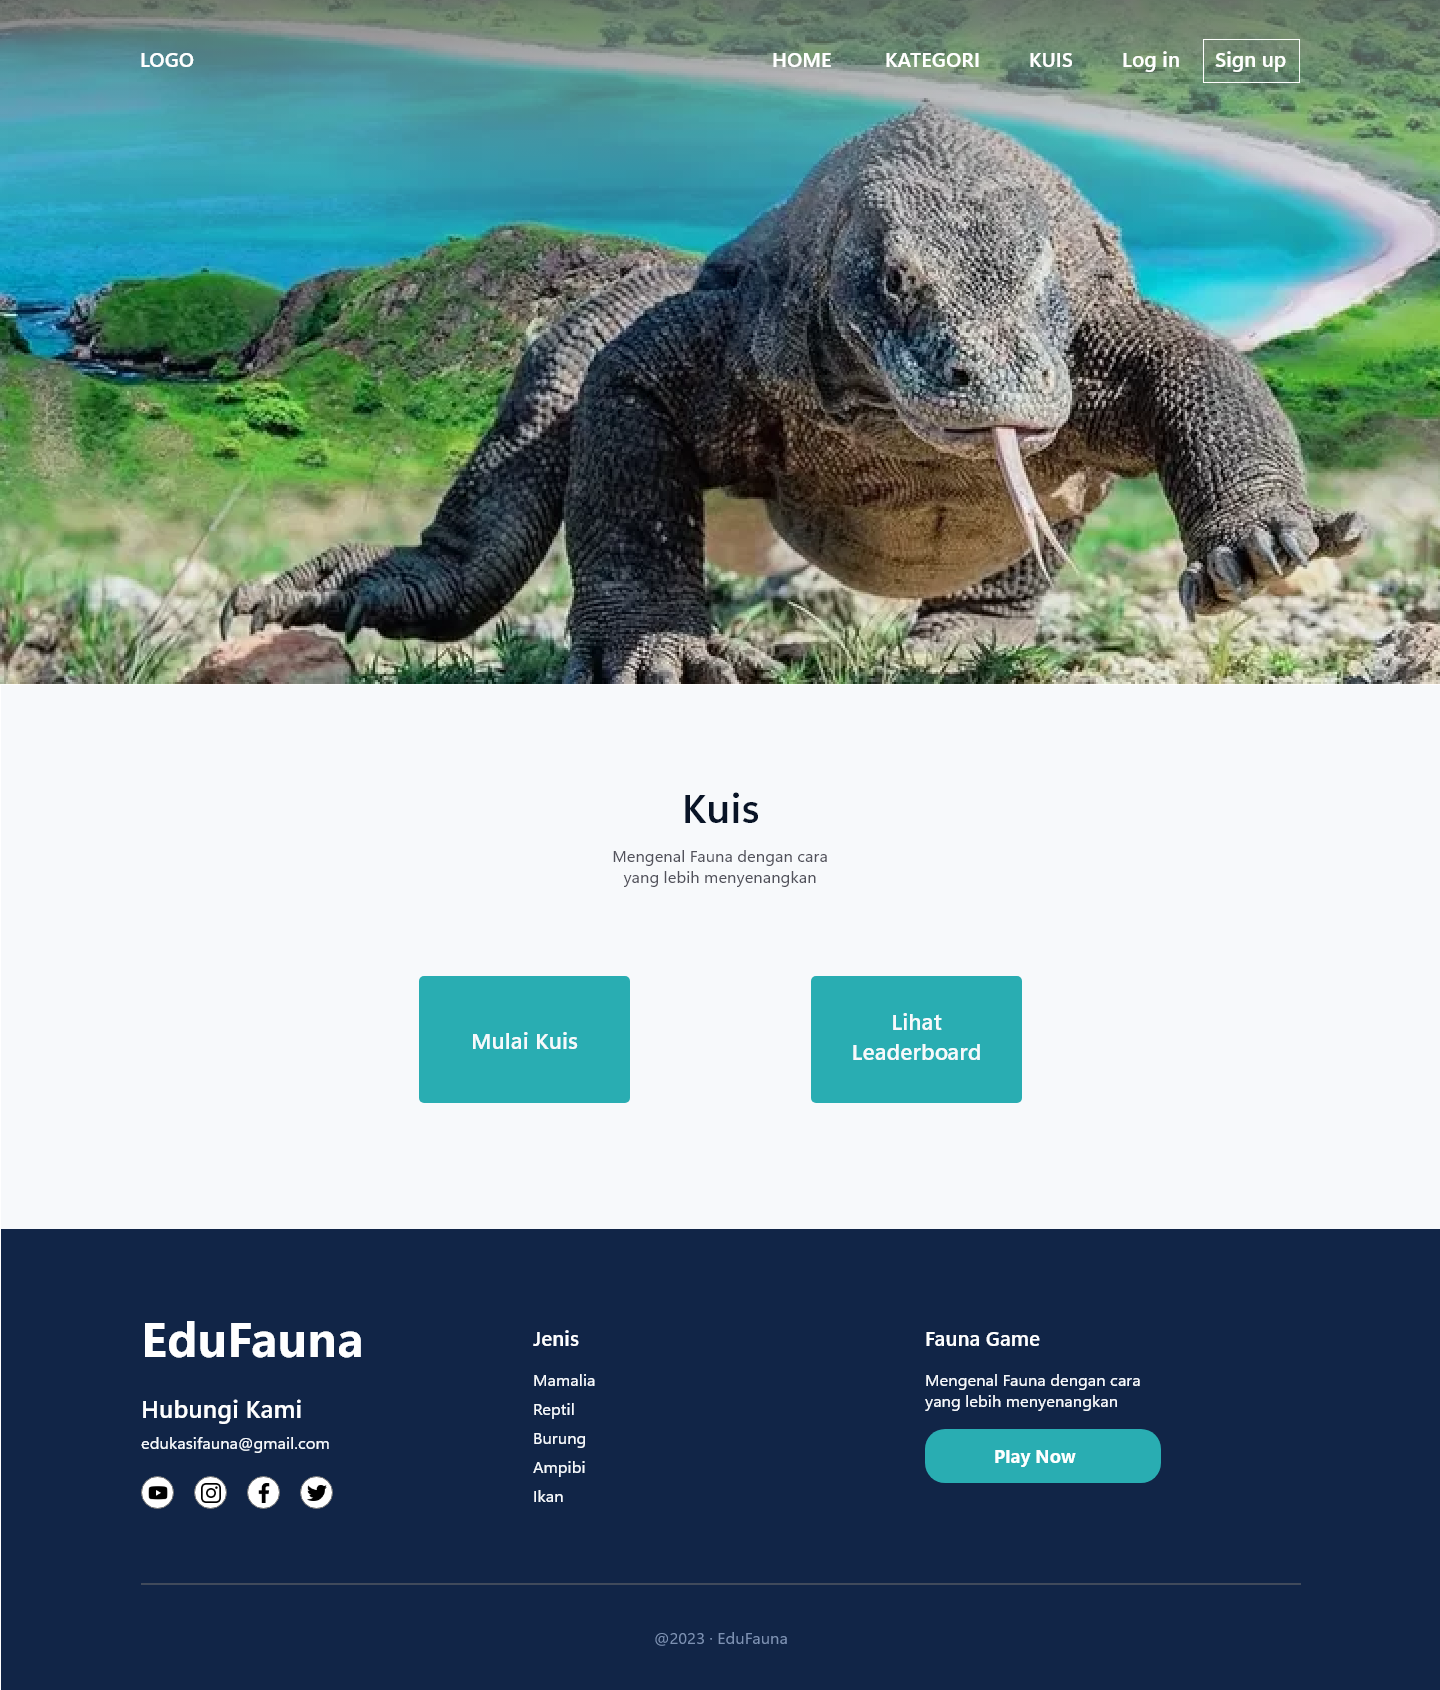 LOGO
HOME
KATEGORI
KUIS
Log in
Sign up
Kuis
Mengenal Fauna dengan cara
yang lebih menyenangkan
Mulai Kuis
Lihat
Leaderboard
EduFauna
Hubungi Kami
edukasifauna@gmail.com
Jenis
Mamalia
Reptil
Burung
Ampibi
Ikan
Fauna Game
Mengenal Fauna dengan cara
yang lebih menyenangkan
Play Now
@2023 · EduFauna